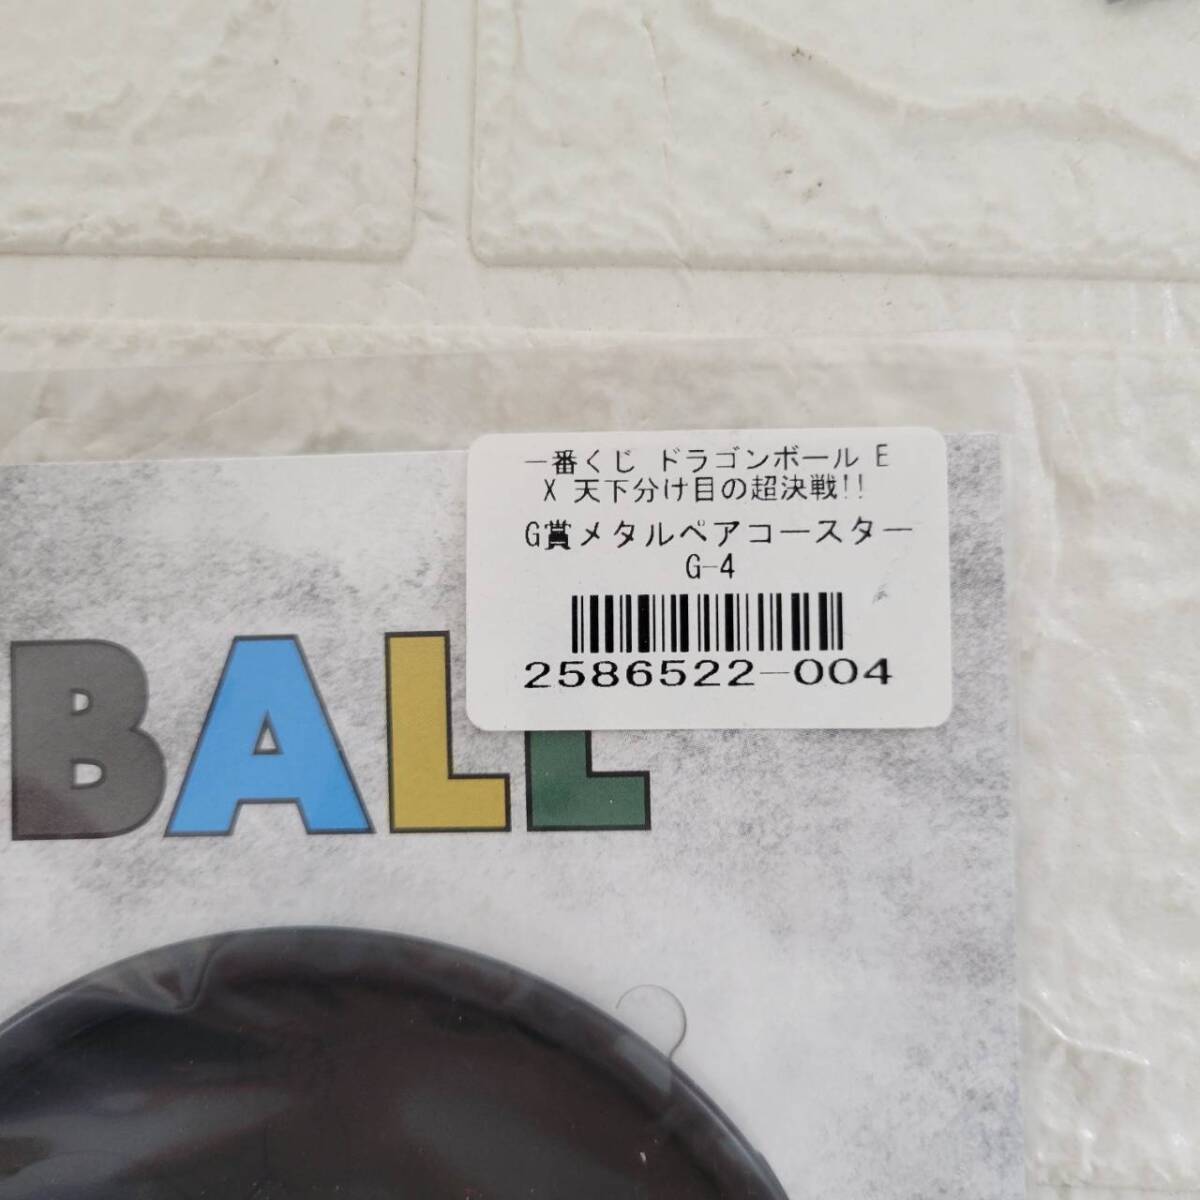 一番くじ ドラゴンボール E
X 天下分け目の超決戦!!
G賞メタルペアコースター
G-4
2586522-004
BALL